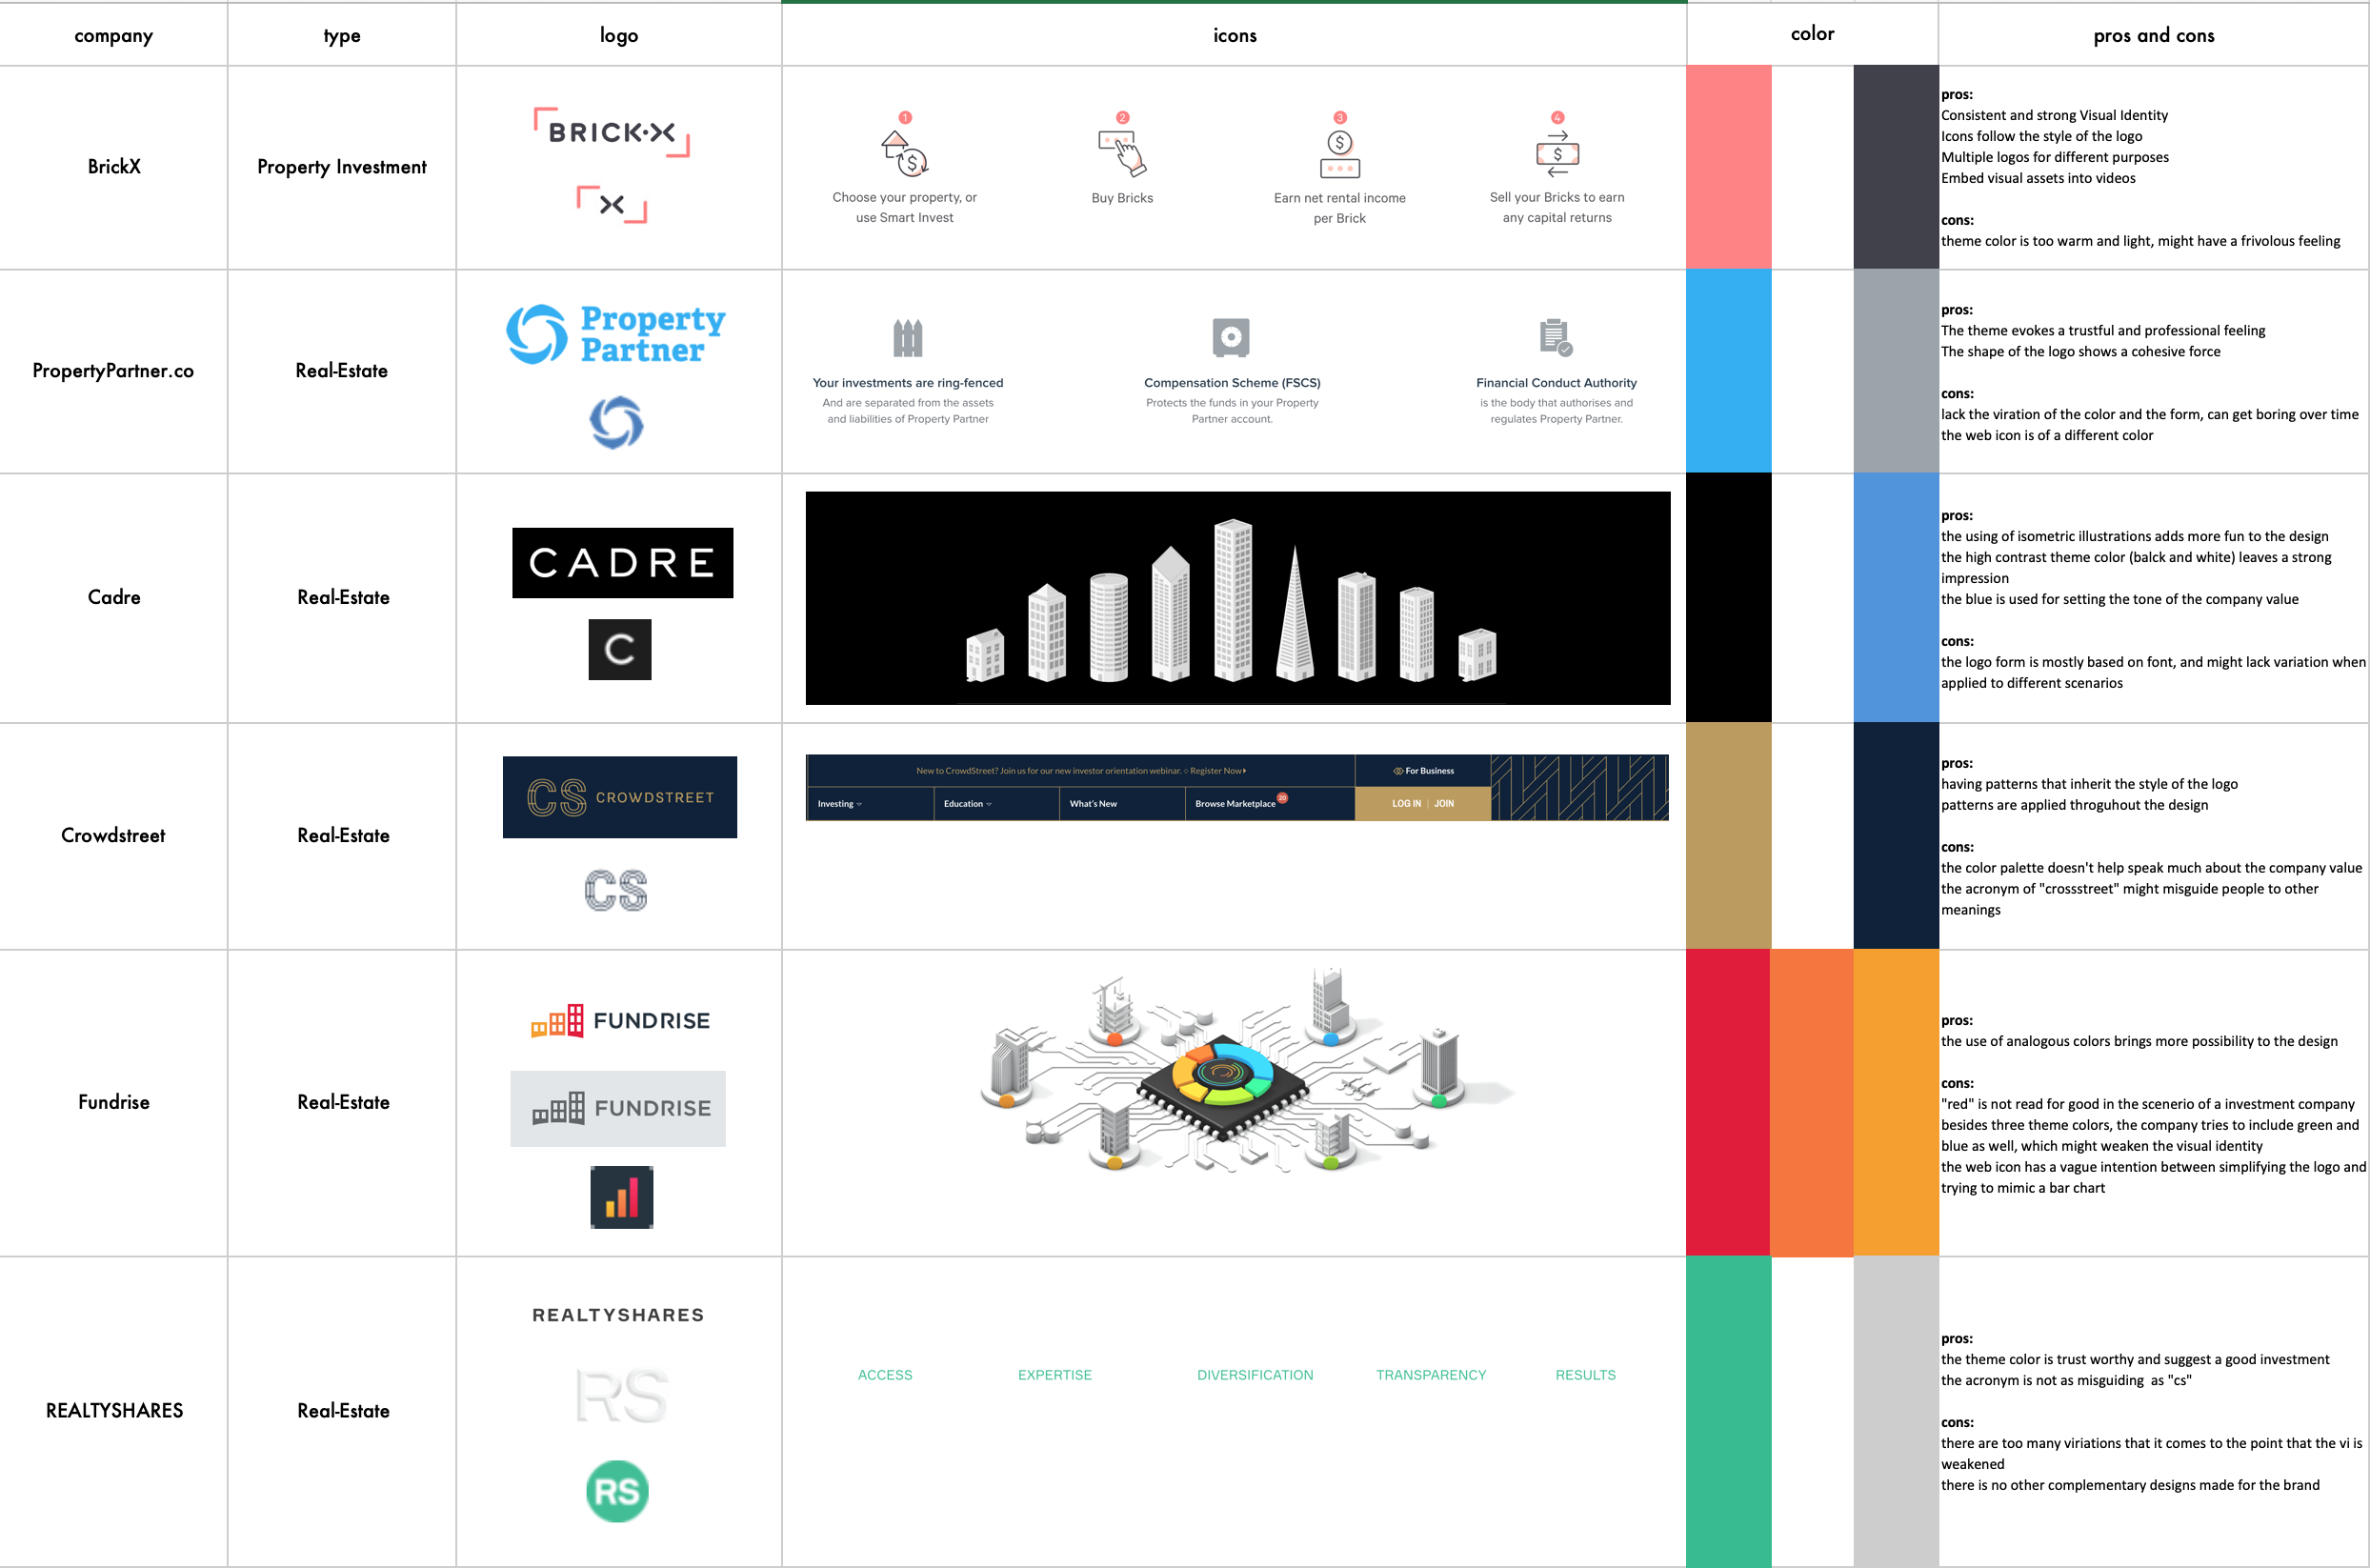 company
type
logo
icons
color
pros and cons
BrickX
Property Investment
BRICK·X
X
1
Choose your property, or
use Smart Invest
2
Buy Bricks
3
Earn net rental income
per Brick
4
Sell your Bricks to earn
any capital returns
pros:
Consistent and strong Visual Identity
Icons follow the style of the logo
Multiple logos for different purposes
Embed visual assets into videos
cons:
theme color is too warm and light, might have a frivolous feeling
PropertyPartner.co
Real-Estate
Property
Partner
Your investments are ring-fenced
And are separated from the assets
and liabilities of Property Partner
Compensation Scheme (FSCS)
Protects the funds in your Property
Partner account.
Financial Conduct Authority
is the body that authorises and
regulates Property Partner.
pros:
The theme evokes a trustful and professional feeling
The shape of the logo shows a cohesive force
cons:
lack the viration of the color and the form, can get boring over time
the web icon is of a different color
Cadre
Real-Estate
CADRE
C
pros:
the using of isometric illustrations adds more fun to the design
the high contrast theme color (balck and white) leaves a strong
impression
the blue is used for setting the tone of the company value
cons:
the logo form is mostly based on font, and might lack variation when
applied to different scenarios
Crowdstreet
Real-Estate
CS CROWDSTREET
CS
New to CrowdStreet? Join us for our new investor orientation webinar. ○ Register Now
For Business
Investing
Education
What's New
Browse Marketplace 20
LOG IN | JOIN
pros:
having patterns that inherit the style of the logo
patterns are applied throguhout the design
cons:
the color palette doesn't help speak much about the company value
the acronym of "crossstreet" might misguide people to other
meanings
Fundrise
Real-Estate
FUNDRISE
FUNDRISE
pros:
the use of analogous colors brings more possibility to the design
cons:
"red" is not read for good in the scenerio of a investment company
besides three theme colors, the company tries to include green and
blue as well, which might weaken the visual identity
the web icon has a vague intention between simplifying the logo and
trying to mimic a bar chart
REALTYSHARES
Real-Estate
REALTYSHARES
RS
RS
ACCESS
EXPERTISE
DIVERSIFICATION
TRANSPARENCY
RESULTS
pros:
the theme color is trust worthy and suggest a good investment
the acronym is not as misguiding  as "cs"
cons:
there are too many viriations that it comes to the point that the vi is
weakened
there is no other complementary designs made for the brand